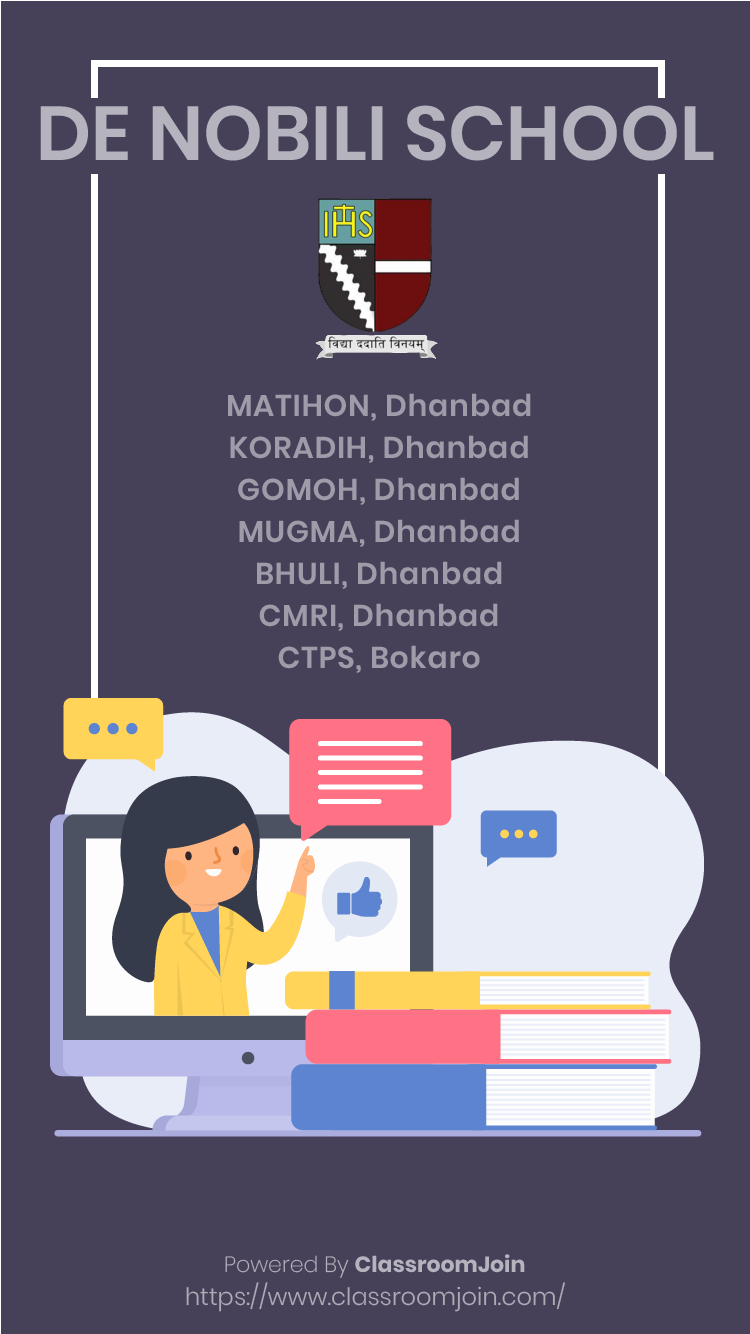 DE NOBILI SCHOOL
IHS
विद्या ददाति विनयम्
MATIHON, Dhanbad
KORADIH, Dhanbad
GOMOH, Dhanbad
MUGMA, Dhanbad
BHULI, Dhanbad
CMRI, Dhanbad
CTPS, Bokaro
Powered By ClassroomJoin
https://www.classroomjoin.com/